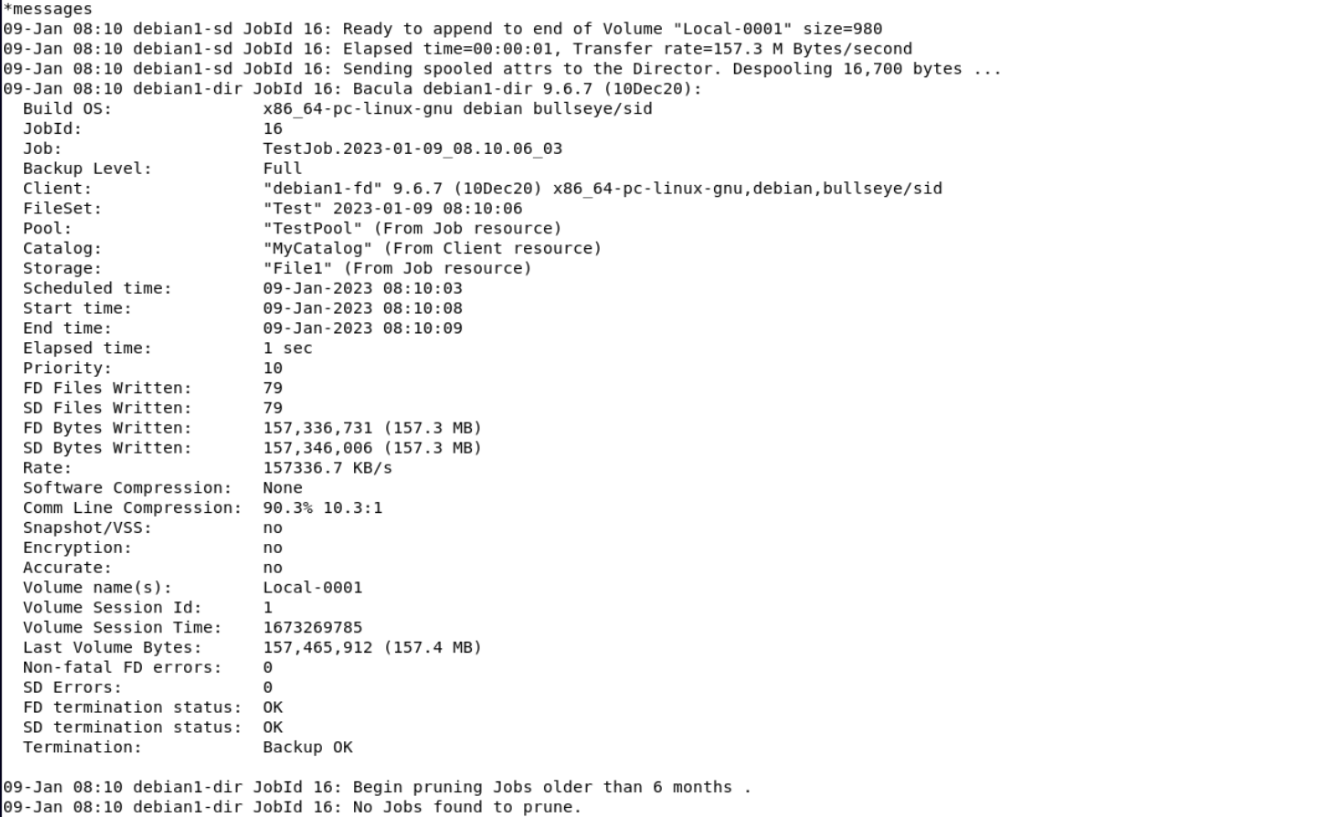 *messages
09-Jan 08:10 debian1-sd JobId 16: Ready to append to end of Volume "Local-0001" size=980
09-Jan 08:10 debian1-sd JobId 16: Elapsed time=00:00:01, Transfer rate=157.3 M Bytes/second
09-Jan 08:10 debian1-sd JobId 16: Sending spooled attrs to the Director. Despooling 16,700 bytes ...
09-Jan 08:10 debian1-dir JobId 16: Bacula debian1-dir 9.6.7 (10Dec20):
  Build OS:               x86_64-pc-linux-gnu debian bullseye/sid
  JobId:                  16
  Job:                    TestJob.2023-01-09_08.10.06_03
  Backup Level:           Full
  Client:                 "debian1-fd" 9.6.7 (10Dec20) x86_64-pc-linux-gnu,debian,bullseye/sid
  FileSet:                "Test" 2023-01-09 08:10:06
  Pool:                   "TestPool" (From Job resource)
  Catalog:                "MyCatalog" (From Client resource)
  Storage:                "File1" (From Job resource)
  Scheduled time:         09-Jan-2023 08:10:03
  Start time:             09-Jan-2023 08:10:08
  End time:               09-Jan-2023 08:10:09
  Elapsed time:           1 sec
  Priority:               10
  FD Files Written:       79
  SD Files Written:       79
  FD Bytes Written:       157,336,731 (157.3 MB)
  SD Bytes Written:       157,346,006 (157.3 MB)
  Rate:                   157336.7 KB/s
  Software Compression:   None
  Comm Line Compression:  90.3% 10.3:1
  Snapshot/VSS:           no
  Encryption:             no
  Accurate:               no
  Volume name(s):         Local-0001
  Volume Session Id:      1
  Volume Session Time:    1673269785
  Last Volume Bytes:      157,465,912 (157.4 MB)
  Non-fatal FD errors:    0
  SD Errors:              0
  FD termination status:  OK
  SD termination status:  OK
  Termination:            Backup OK

09-Jan 08:10 debian1-dir JobId 16: Begin pruning Jobs older than 6 months .
09-Jan 08:10 debian1-dir JobId 16: No Jobs found to prune.